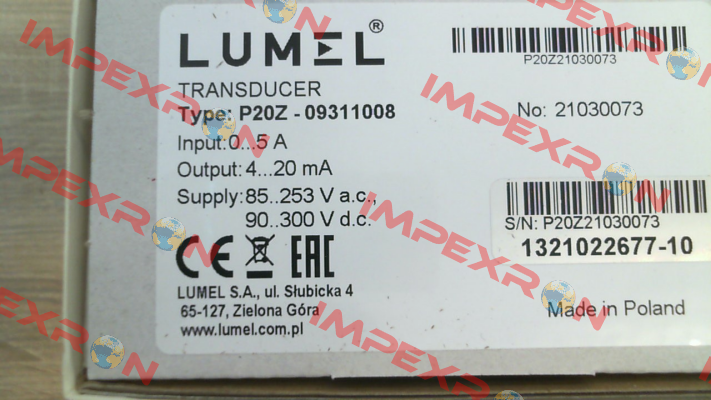 LUMEL®
P20Z21030073
TRANSDUCER
Type: P20Z - 09311008
No: 21030073
Input: 0...5 A
Output: 4..20 mA
Supply: 85..253 V a.c.,
90..300 V d.c.
S/N: P20Z21030073
1321022677-10
CE EAC
LUMEL S.A., ul. Słubicka 4
65-127, Zielona Góra
www.lumel.com.pl
Made in Poland
IMPEXRON
IMPEXRON
IMPEXRON
IMPEXRON
IMPEXRON